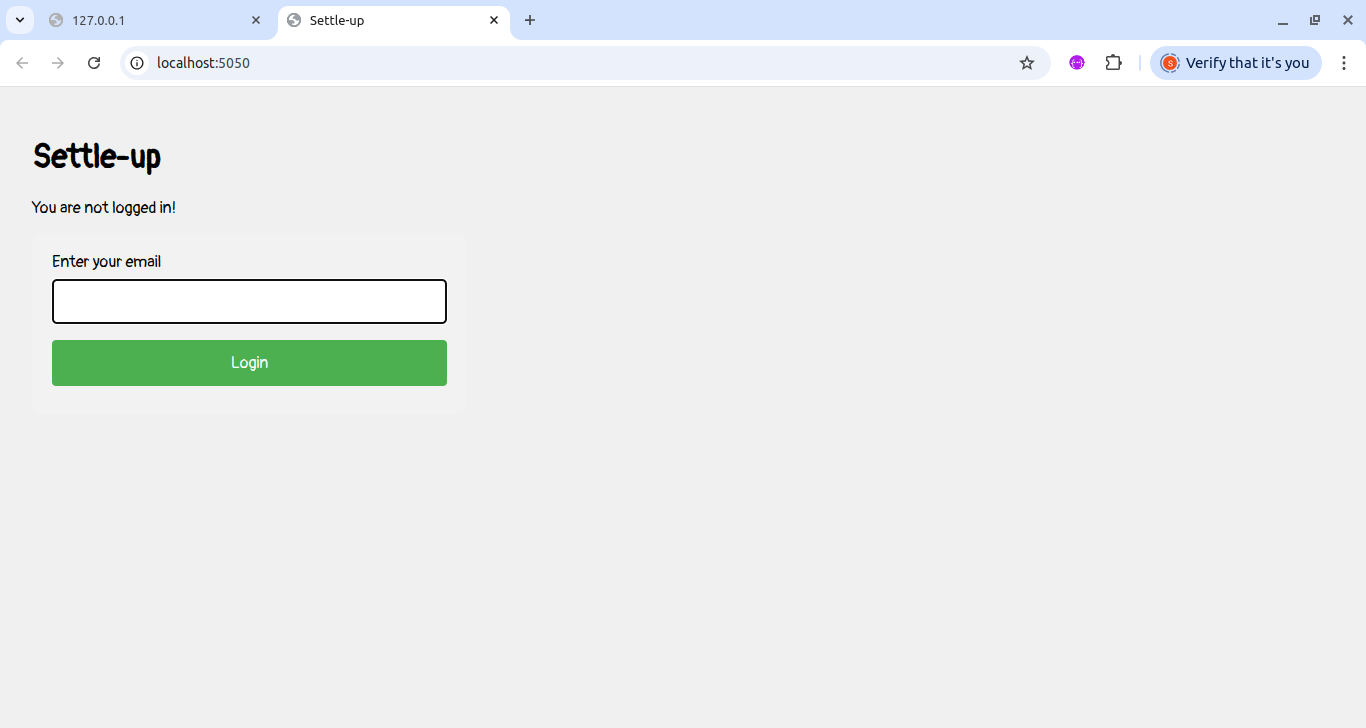 127.0.0.1
Settle-up
localhost:5050
S
Verify that it's you
Settle-up
You are not logged in!
Enter your email
Login